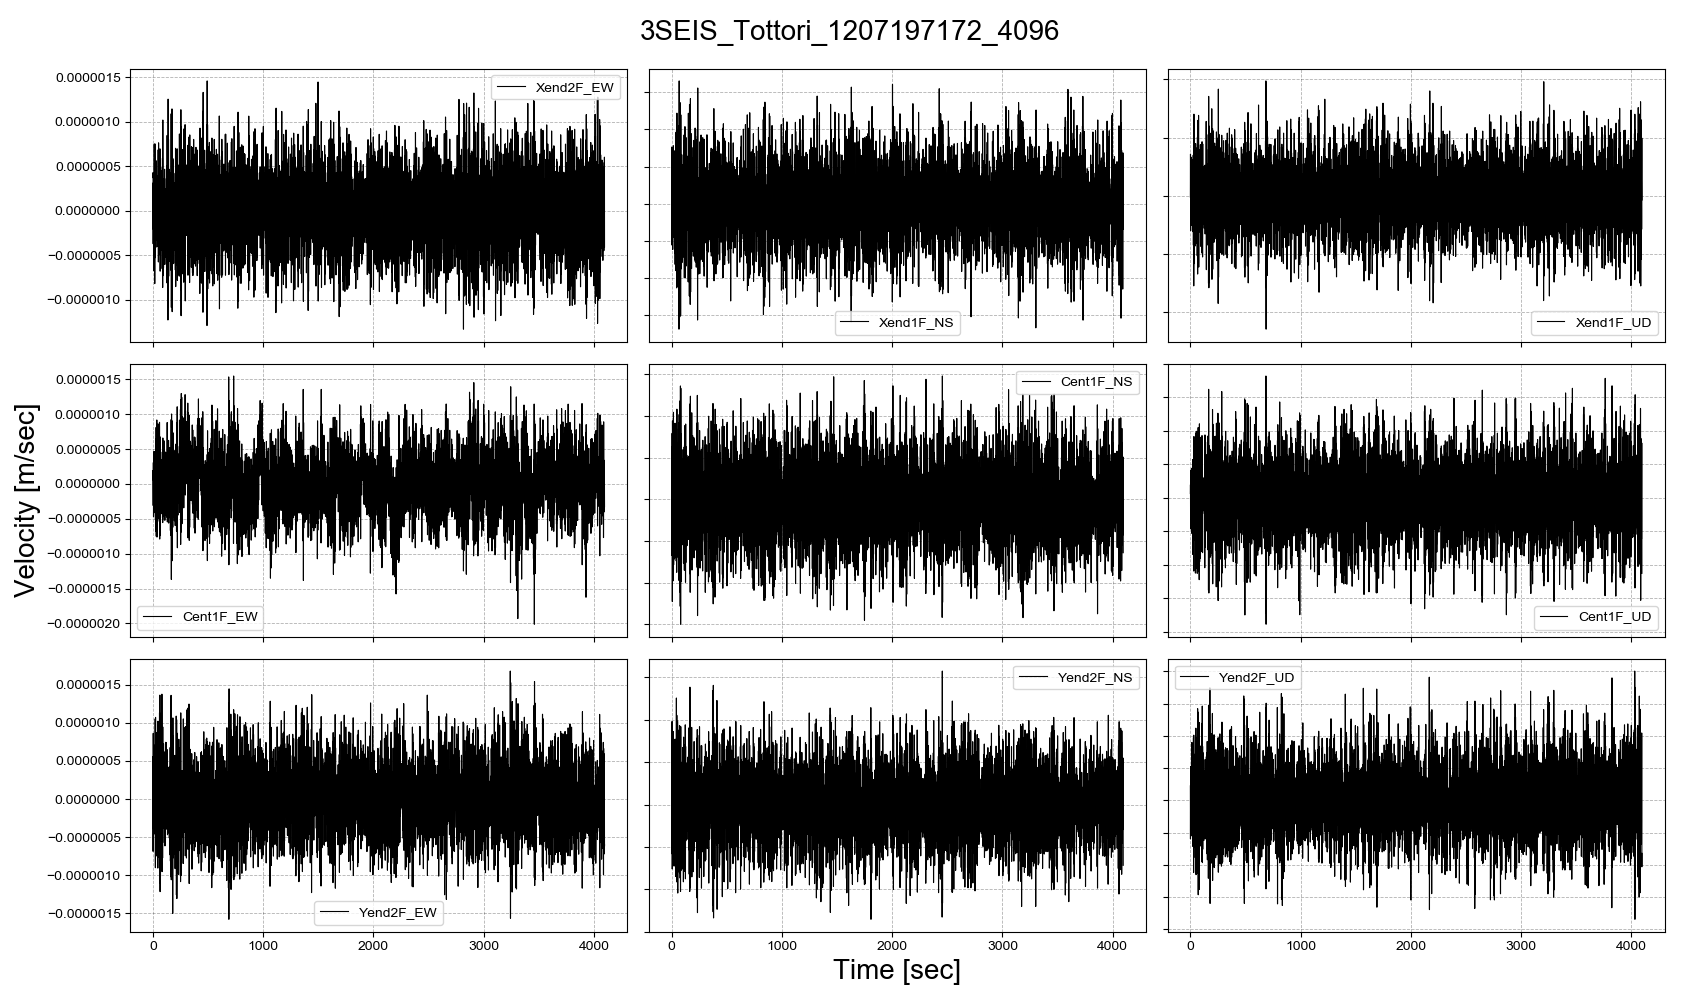 3SEIS_Tottori_1207197172_4096
0.0000015
0.0000010
0.0000005
0.0000000
−0.0000005
−0.0000010
Xend2F_EW
Xend1F_NS
Xend1F_UD
Velocity [m/sec]
0.0000015
0.0000010
0.0000005
0.0000000
−0.0000005
−0.0000010
−0.0000015
−0.0000020
Cent1F_EW
Cent1F_NS
Cent1F_UD
0.0000015
0.0000010
0.0000005
0.0000000
−0.0000005
−0.0000010
−0.0000015
Yend2F_EW
Yend2F_NS
Yend2F_UD
0 1000 2000 3000 4000
0 1000 2000 3000 4000
0 1000 2000 3000 4000
Time [sec]